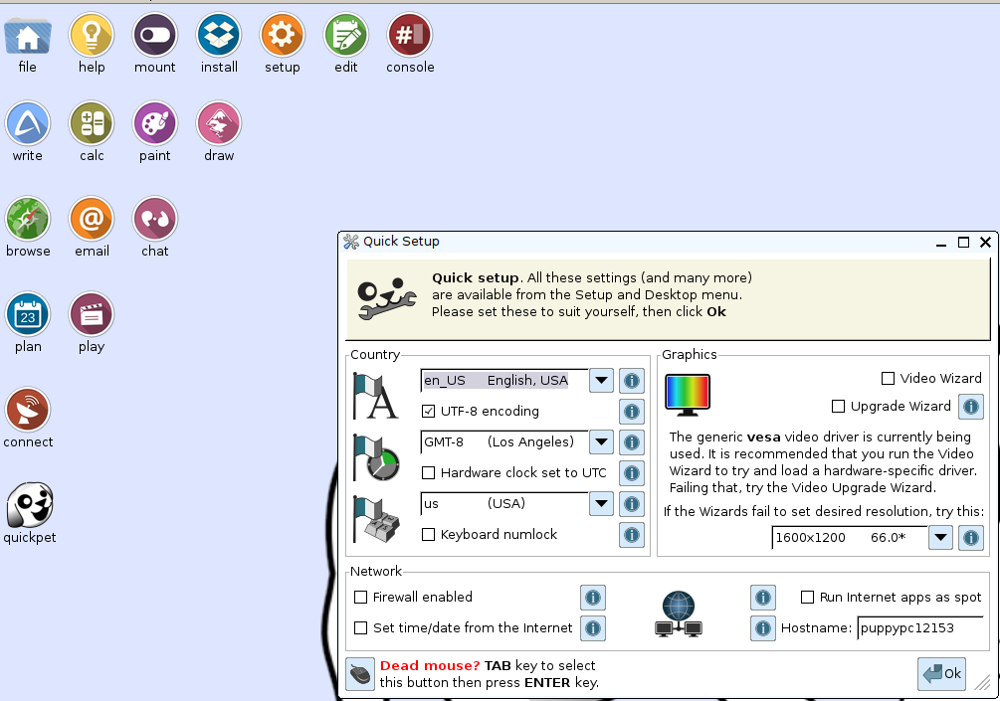 file help mount install setup edit console
#
write calc paint draw
@
browse email chat
23
plan play
connect
quickpet
Quick Setup
Quick setup. All these settings (and many more)
are available from the Setup and Desktop menu.
Please set these to suit yourself, then click Ok
Country
A
en_US English, USA
UTF-8 encoding
GMT-8 (Los Angeles)
Hardware clock set to UTC
us (USA)
Keyboard numlock
Graphics
Video Wizard
Upgrade Wizard
The generic vesa video driver is currently being
used. It is recommended that you run the Video
Wizard to try and load a hardware-specific driver.
Failing that, try the Video Upgrade Wizard.
If the Wizards fail to set desired resolution, try this:
1600x1200 66.0*
Network
Firewall enabled
Set time/date from the Internet
Run Internet apps as spot
Hostname: puppypc12153
Dead mouse? TAB key to select
this button then press ENTER key.
Ok